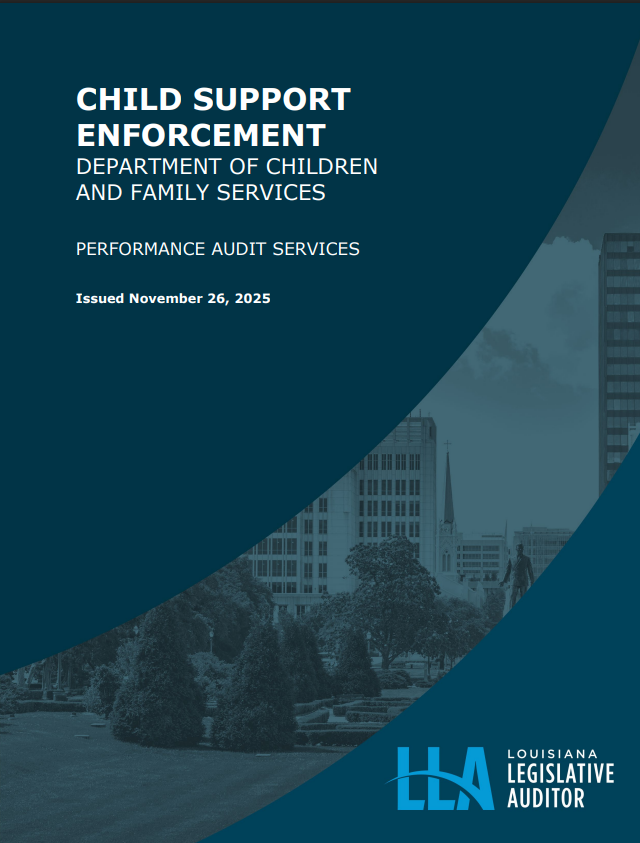 CHILD SUPPORT
ENFORCEMENT
DEPARTMENT OF CHILDREN
AND FAMILY SERVICES
PERFORMANCE AUDIT SERVICES
Issued November 26, 2025
LLA
LOUISIANA
LEGISLATIVE
AUDITOR